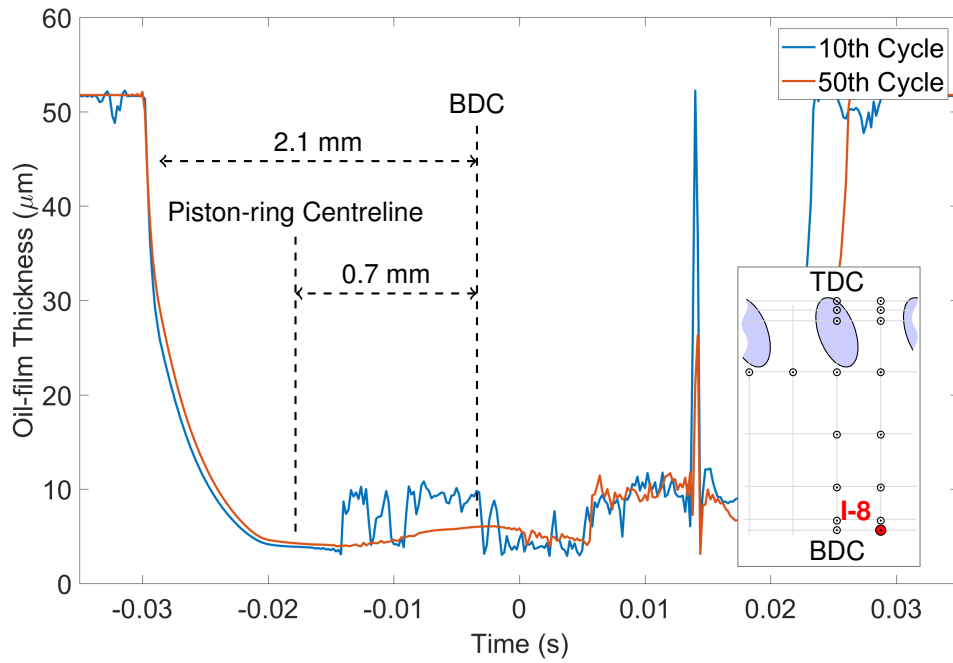 60
50
40
30
20
10
0
Oil-film Thickness (μm)
-0.03
-0.02
-0.01
0
0.01
0.02
0.03
Time (s)
10th Cycle
50th Cycle
BDC
2.1 mm
Piston-ring Centreline
0.7 mm
TDC
I-8
BDC